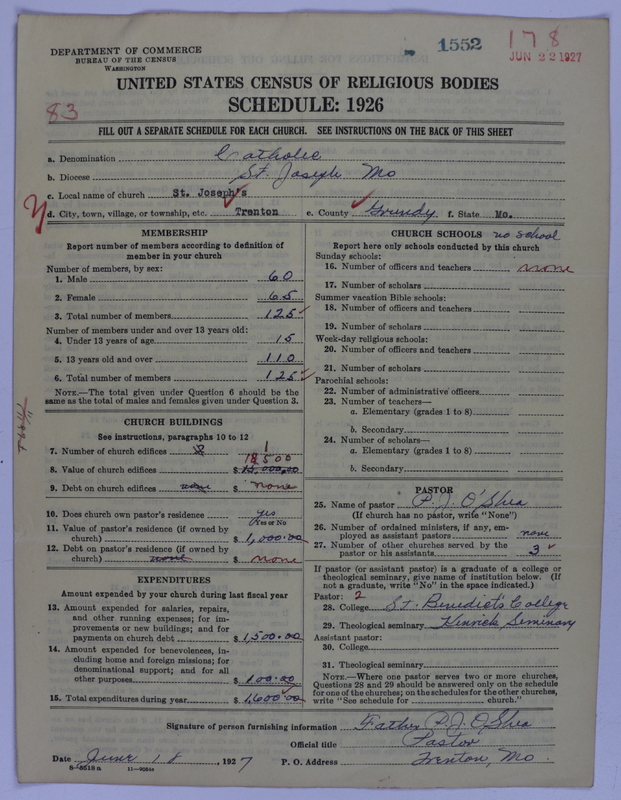 DEPARTMENT OF COMMERCE
BUREAU OF THE CENSUS
WASHINGTON
1552
178
JUN 22 1927
UNITED STATES CENSUS OF RELIGIOUS BODIES
SCHEDULE: 1926
83
FILL OUT A SEPARATE SCHEDULE FOR EACH CHURCH. SEE INSTRUCTIONS ON THE BACK OF THIS SHEET
a. Denomination Catholic
b. Diocese St. Joseph Mo
c. Local name of church St. Joseph's
d. City, town, village, or township, etc. Trenton e. County Grundy f. State Mo.
MEMBERSHIP
Report number of members according to definition of
member in your church
Number of members, by sex:
1. Male 60
2. Female 65
3. Total number of members 125
Number of members under and over 13 years old:
4. Under 13 years of age 15
5. 13 years old and over 110
6. Total number of members 125
NOTE.—The total given under Question 6 should be the
same as the total of males and females given under Question 3.
CHURCH BUILDINGS
See instructions, paragraphs 10 to 12
7. Number of church edifices 1
18500
8. Value of church edifices $ 15,000.00
9. Debt on church edifices none $ none
10. Does church own pastor's residence yes
Yes or No
11. Value of pastor's residence (if owned by
church) $ 1,000.00
12. Debt on pastor's residence (if owned by
church) none $ none
EXPENDITURES
Amount expended by your church during last fiscal year
13. Amount expended for salaries, repairs,
and other running expenses; for im-
provements or new buildings; and for
payments on church debt $ 1,500.00
14. Amount expended for benevolences, in-
cluding home and foreign missions; for
denominational support; and for all
other purposes $ 100.00
15. Total expenditures during year $ 1,600.00
CHURCH SCHOOLS no school
Report here only schools conducted by this church
Sunday schools:
16. Number of officers and teachers none
17. Number of scholars
Summer vacation Bible schools:
18. Number of officers and teachers
19. Number of scholars
Week-day religious schools:
20. Number of officers and teachers
21. Number of scholars
Parochial schools:
22. Number of administrative officers
23. Number of teachers—
a. Elementary (grades 1 to 8)
b. Secondary
24. Number of scholars—
a. Elementary (grades 1 to 8)
b. Secondary
PASTOR
25. Name of pastor P. J. O'Shea
(If church has no pastor, write "None")
26. Number of ordained ministers, if any, em-
ployed as assistant pastors none
27. Number of other churches served by the
pastor or his assistants 3
If pastor (or assistant pastor) is a graduate of a college or
theological seminary, give name of institution below. (If
not a graduate, write "No" in the space indicated.)
Pastor: 2
28. College St. Benedict's College
29. Theological seminary Kenrick Seminary
Assistant pastor:
30. College
31. Theological seminary
NOTE.—Where one pastor serves two or more churches,
Questions 28 and 29 should be answered only on the schedule
for one of the churches; on the schedules for the other churches,
write "See schedule for church."
Signature of person furnishing information Father P. J. O'Shea
Official title Pastor
Date June 18, 1927 P. O. Address Trenton, Mo.
8—5518a 11—90844